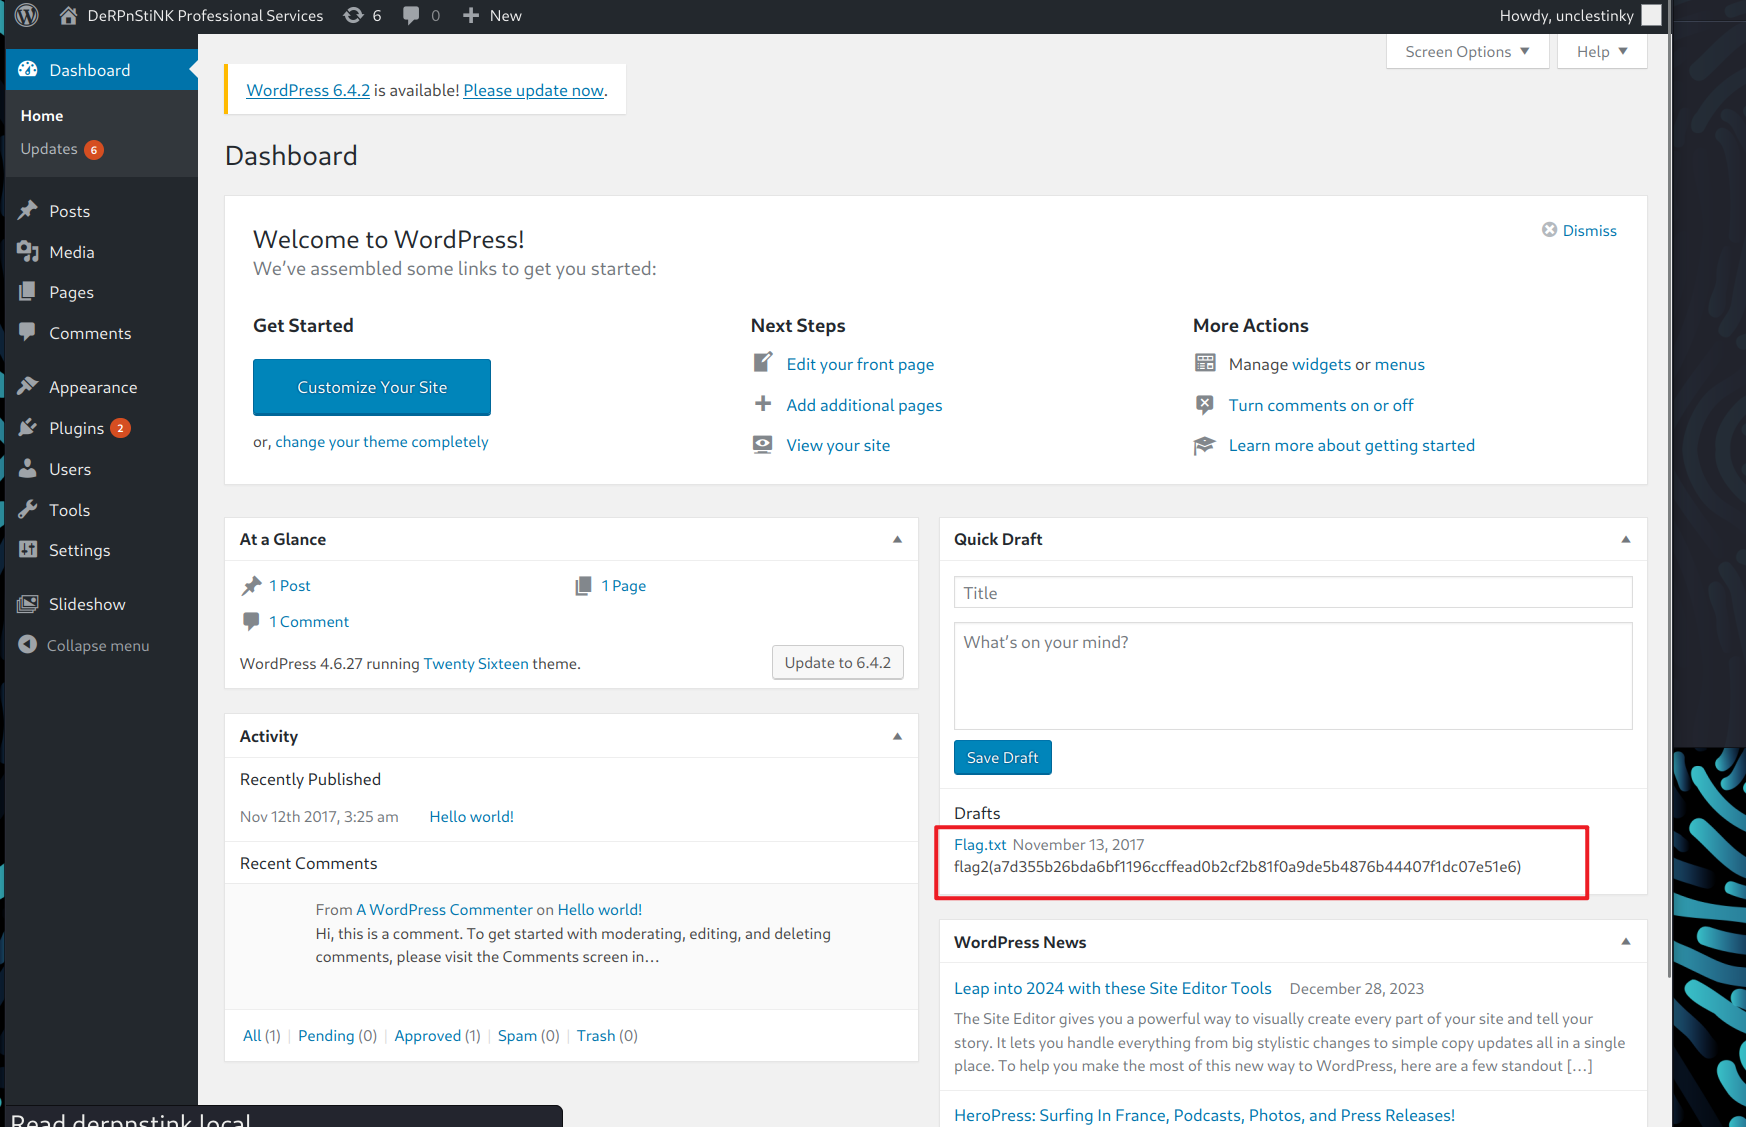 DeRPnStiNK Professional Services 6 0 New Howdy, unclestinky
Screen Options Help
Dashboard
Home
Updates 6
Posts
Media
Pages
Comments
Appearance
Plugins 2
Users
Tools
Settings
Slideshow
Collapse menu
WordPress 6.4.2 is available! Please update now.
Dashboard
Welcome to WordPress!
Dismiss
We've assembled some links to get you started:
Get Started
Customize Your Site
or, change your theme completely
Next Steps
Edit your front page
Add additional pages
View your site
More Actions
Manage widgets or menus
Turn comments on or off
Learn more about getting started
At a Glance
1 Post 1 Page
1 Comment
WordPress 4.6.27 running Twenty Sixteen theme. Update to 6.4.2
Activity
Recently Published
Nov 12th 2017, 3:25 am Hello world!
Recent Comments
From A WordPress Commenter on Hello world!
Hi, this is a comment. To get started with moderating, editing, and deleting
comments, please visit the Comments screen in…
All (1) | Pending (0) | Approved (1) | Spam (0) | Trash (0)
Quick Draft
Title
What's on your mind?
Save Draft
Drafts
Flag.txt November 13, 2017
flag2(a7d355b26bda6bf1196ccffead0b2cf2b81f0a9de5b4876b44407f1dc07e51e6)
WordPress News
Leap into 2024 with these Site Editor Tools December 28, 2023
The Site Editor gives you a powerful way to visually create every part of your site and tell your
story. It lets you handle everything from big stylistic changes to simple copy updates all in a single
place. To help you make the most of this new way to WordPress, here are a few standout […]
HeroPress: Surfing In France, Podcasts, Photos, and Press Releases!
Read derpnstink.local